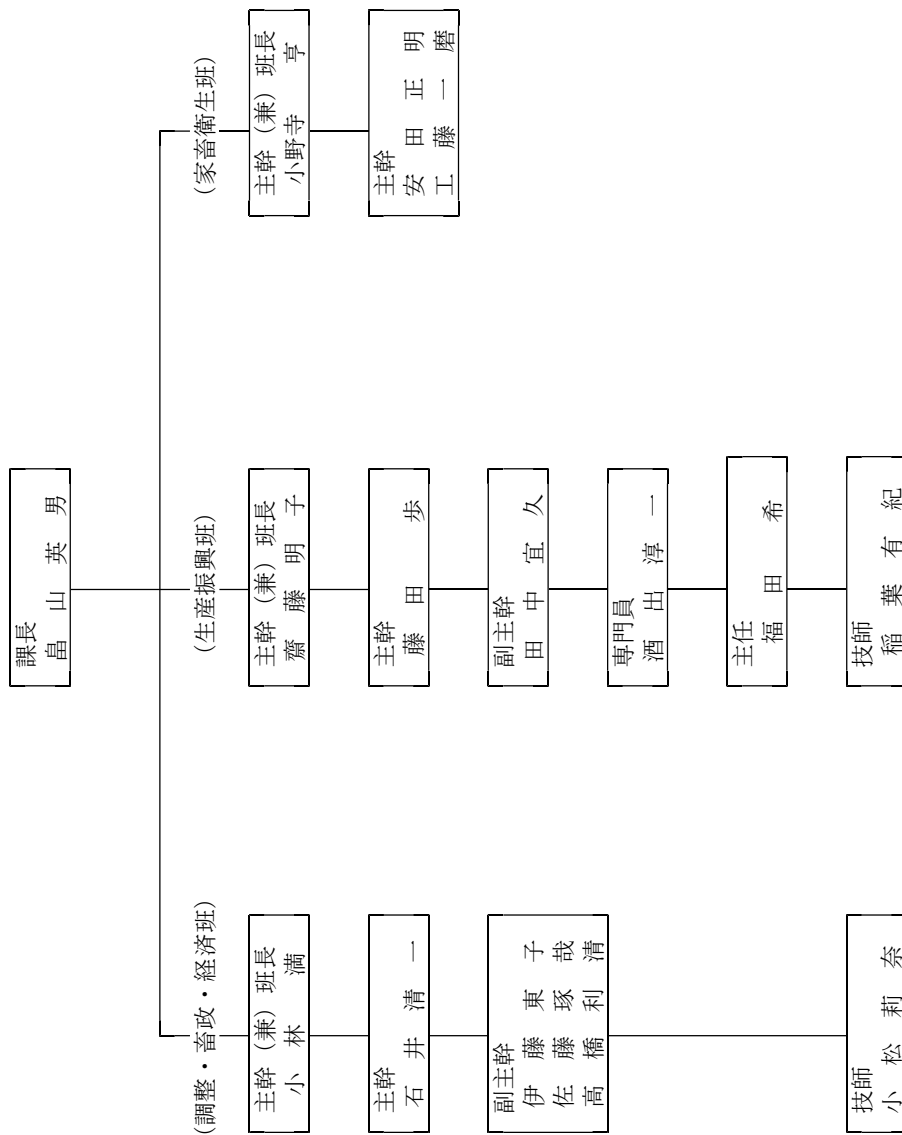 課長
畠山英男
(調整・畜政・経済班)
主幹(兼)班長
小林満
主幹
石井清一
副主幹
伊藤東子
佐藤琢哉
高橋利清
技師
小松莉奈
(生産振興班)
主幹(兼)班長
齋藤明子
主幹
藤田歩
副主幹
田中宜久
専門員
酒出淳一
主任
福田希
技師
稲葉有紀
(家畜衛生班)
主幹(兼)班長
小野寺亨
主幹
安田正明
工藤一磨